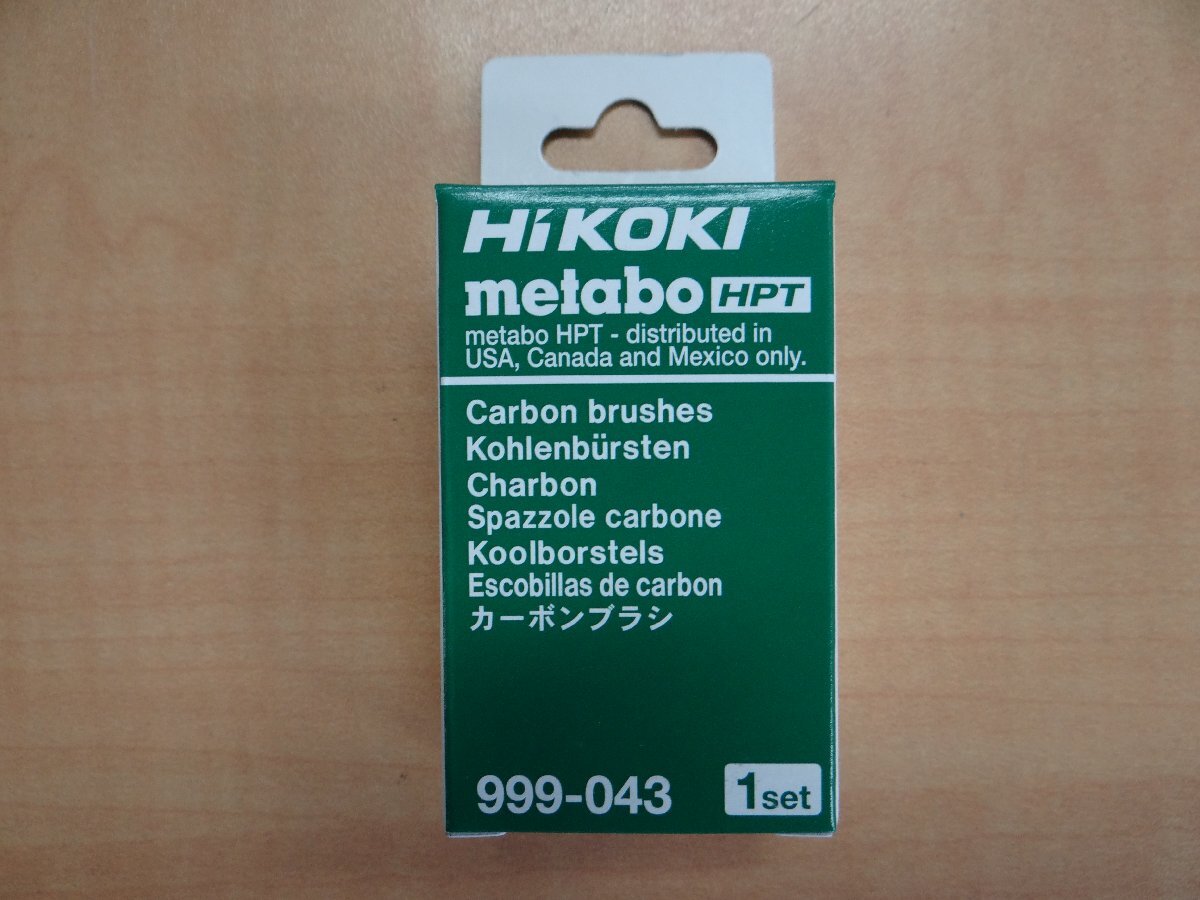 HiKOKI
metabo HPT
metabo HPT - distributed in
USA, Canada and Mexico only.
Carbon brushes
Kohlenbürsten
Charbon
Spazzole carbone
Koolborstels
Escobillas de carbon
カーボンブラシ
999-043 1set